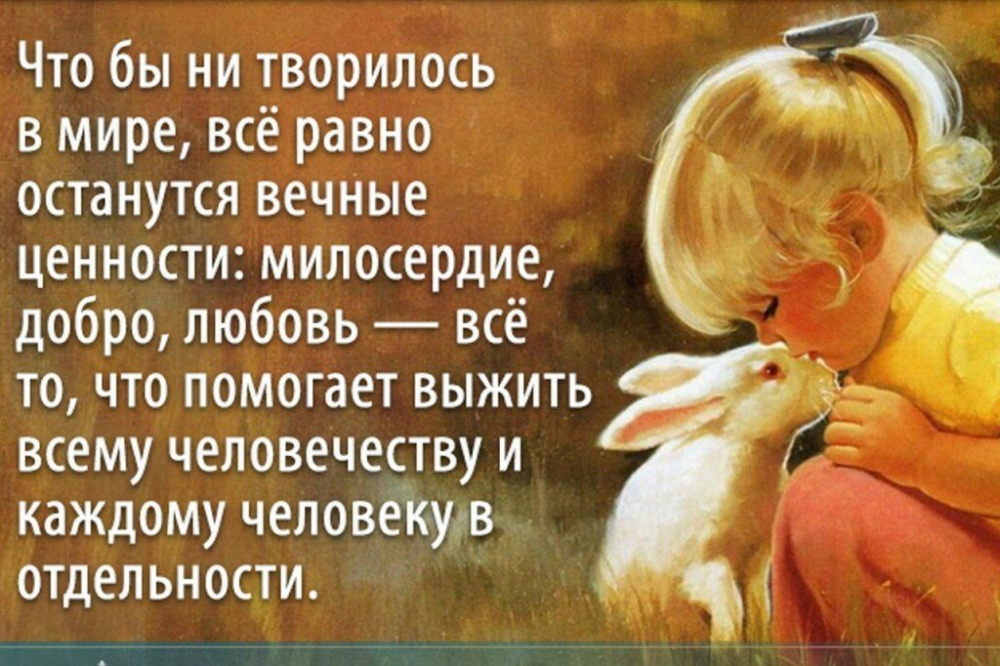 Что бы ни творилось
в мире, всё равно
останутся вечные
ценности: милосердие,
добро, любовь — всё
то, что помогает выжить
всему человечеству и
каждому человеку в
отдельности.